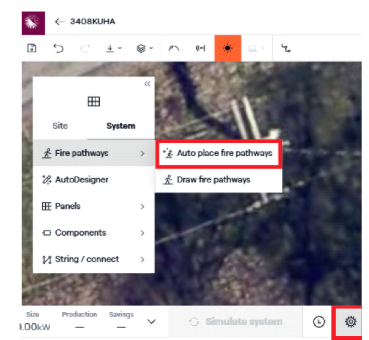 ← 3408KUHA
Site System
Fire pathways
Auto place fire pathways
AutoDesigner
Draw fire pathways
Panels
Components
String / connect
Size Production Savings
.00kW — —
Simulate system